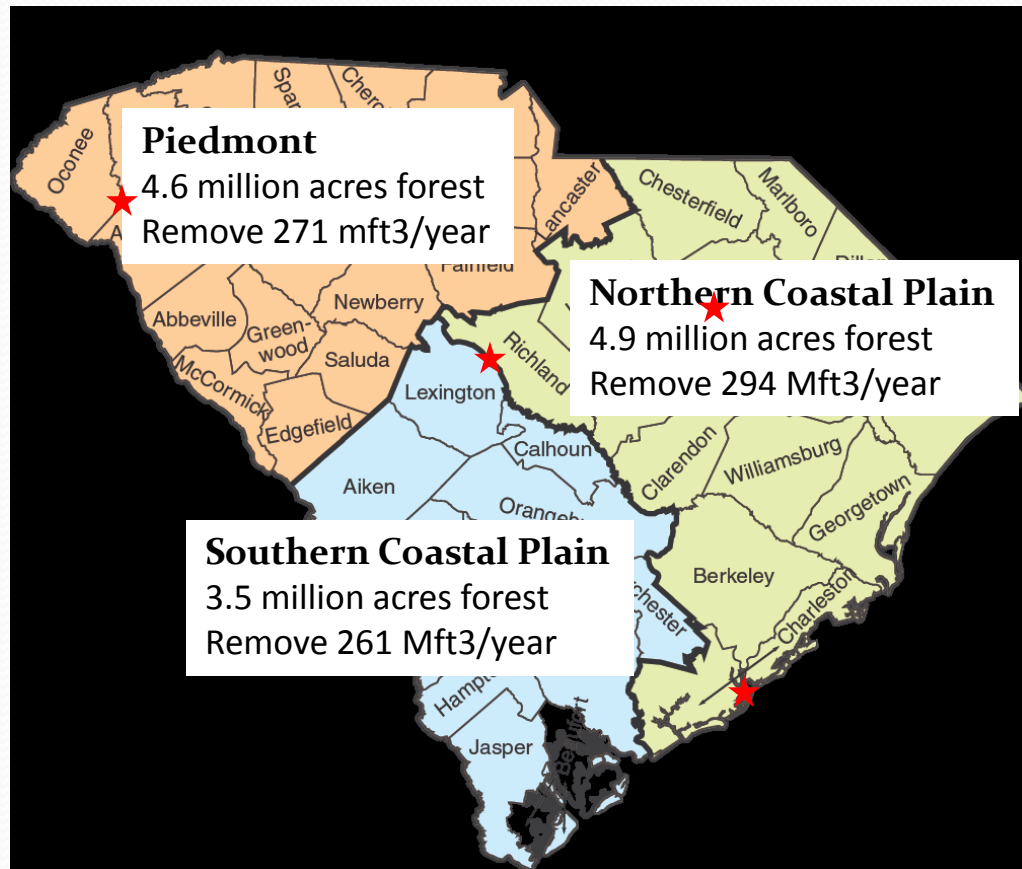 Oconee
Piedmont
4.6 million acres forest
Remove 271 mft3/year
Chesterfield
Marlboro
Fairfield
Newberry
Abbeville
Green-
wood
Saluda
McCormick
Edgefield
Northern Coastal Plain
4.9 million acres forest
Remove 294 Mft3/year
Richland
Lexington
Calhoun
Clarendon
Williamsburg
Georgetown
Aiken
Southern Coastal Plain
3.5 million acres forest
Remove 261 Mft3/year
Berkeley
Charleston
Jasper